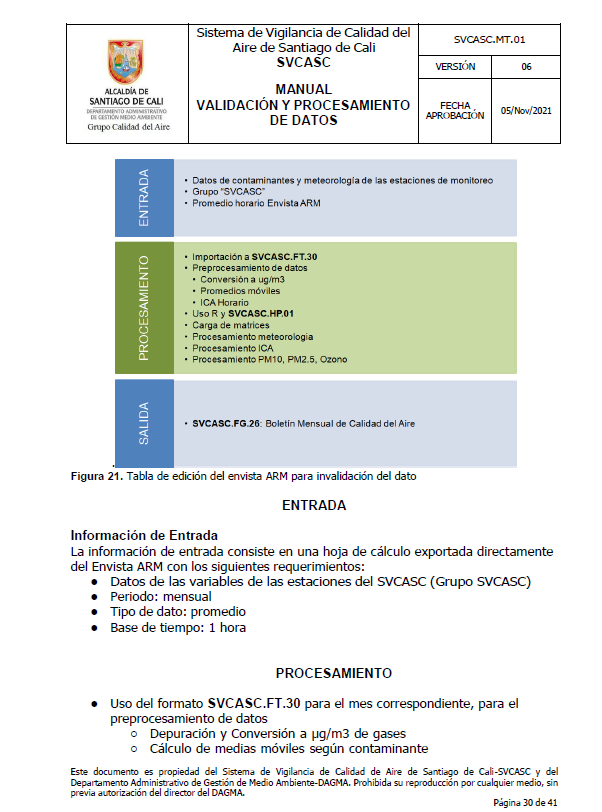 Sistema de Vigilancia de Calidad del
Aire de Santiago de Cali
SVCASC
MANUAL
VALIDACIÓN Y PROCESAMIENTO
DE DATOS
SVCASC.MT.01
VERSIÓN 06
FECHA
APROBACIÓN
05/Nov/2021
ALCALDÍA DE
SANTIAGO DE CALI
DEPARTAMENTO ADMINISTRATIVO
DE GESTIÓN MEDIO AMBIENTE
Grupo Calidad del Aire
ENTRADA
• Datos de contaminantes y meteorología de las estaciones de monitoreo
• Grupo “SVCASC”
• Promedio horario Envista ARM
PROCESAMIENTO
• Importación a SVCASC.FT.30
• Preprocesamiento de datos
• Conversión a ug/m3
• Promedios móviles
• ICA Horario
• Uso R y SVCASC.HP.01
• Carga de matrices
• Procesamiento meteorologia
• Procesamiento ICA
• Procesamiento PM10, PM2.5, Ozono
SALIDA
• SVCASC.FG.26: Boletín Mensual de Calidad del Aire
Figura 21. Tabla de edición del envista ARM para invalidación del dato
ENTRADA
Información de Entrada
La información de entrada consiste en una hoja de cálculo exportada directamente
del Envista ARM con los siguientes requerimientos:
● Datos de las variables de las estaciones del SVCASC (Grupo SVCASC)
● Periodo: mensual
● Tipo de dato: promedio
● Base de tiempo: 1 hora
PROCESAMIENTO
● Uso del formato SVCASC.FT.30 para el mes correspondiente, para el
preprocesamiento de datos
○ Depuración y Conversión a µg/m3 de gases
○ Cálculo de medias móviles según contaminante
Este documento es propiedad del Sistema de Vigilancia de Calidad de Aire de Santiago de Cali-SVCASC y del
Departamento Administrativo de Gestión de Medio Ambiente-DAGMA. Prohibida su reproducción por cualquier medio, sin
previa autorización del director del DAGMA.
Página 30 de 41